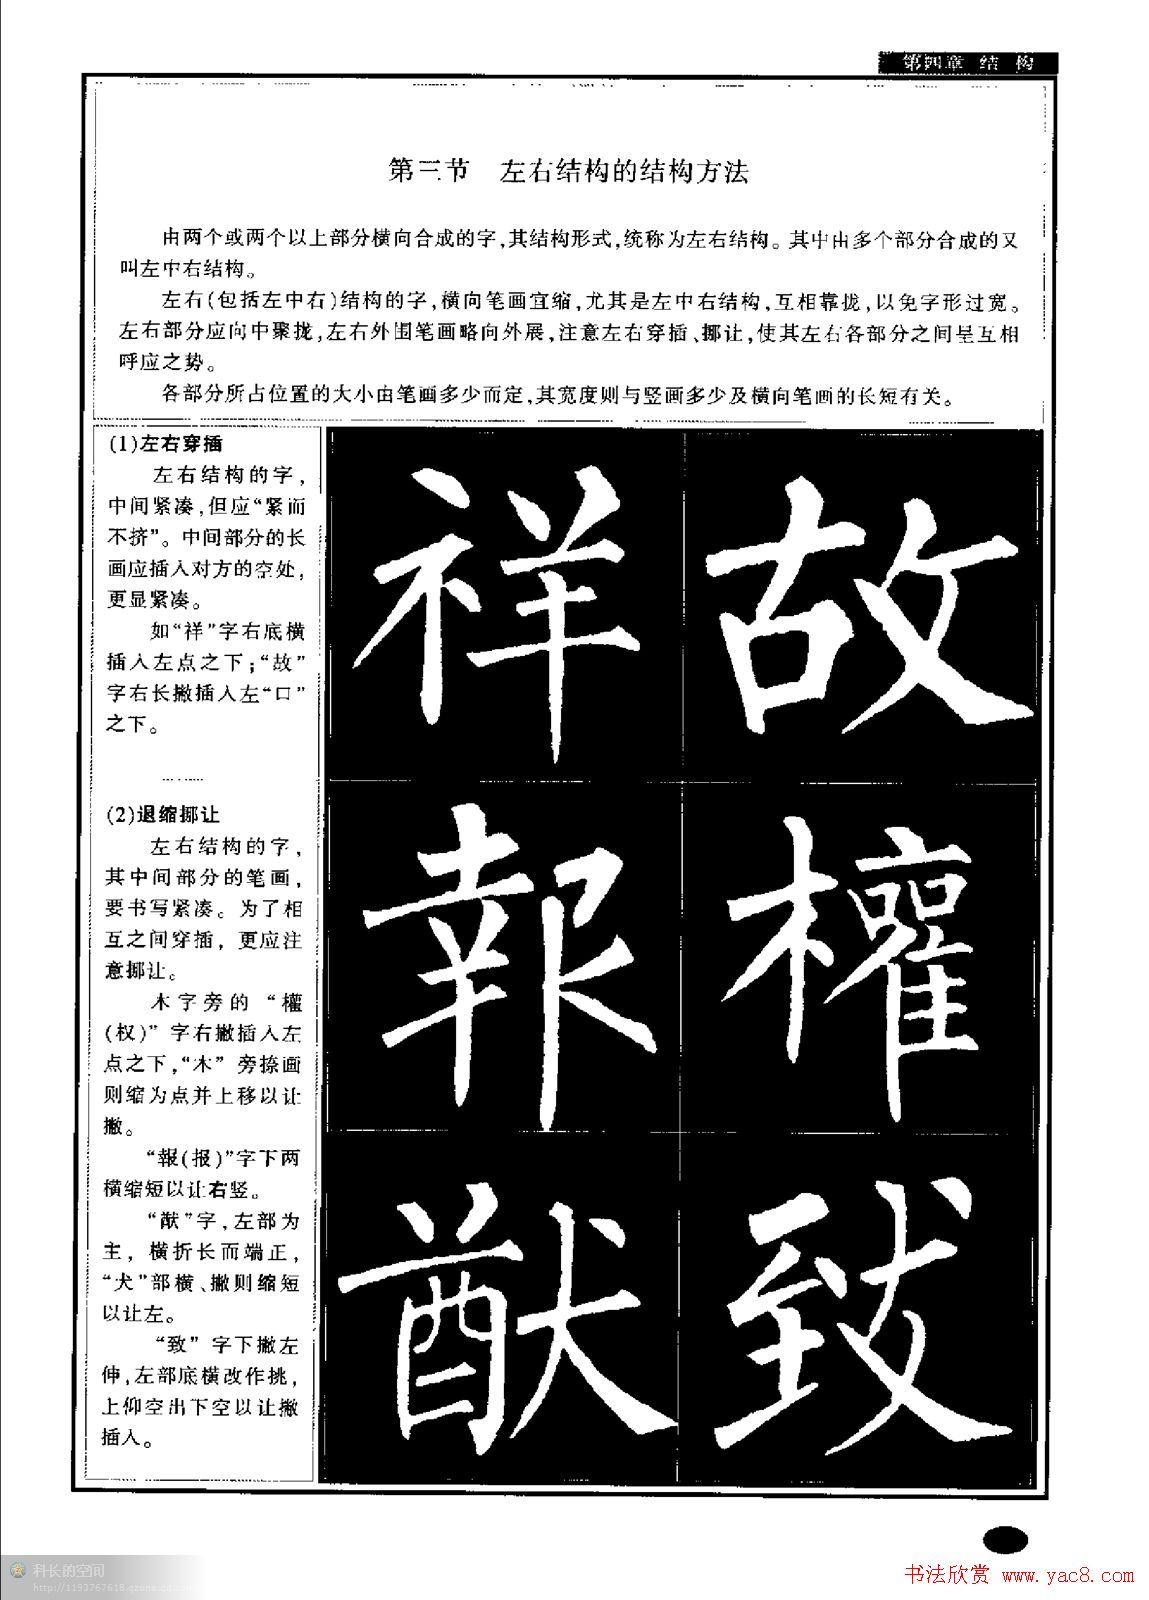 第四章 结 构
第三节 左右结构的结构方法
由两个或两个以上部分横向合成的字,其结构形式,统称为左右结构。其中由多个部分合成的又
叫左中右结构。
左右(包括左中右)结构的字,横向笔画宜缩,尤其是左中右结构,互相靠拢,以免字形过宽。
左右部分应向中聚拢,左右外围笔画略向外展,注意左右穿插、挪让,使其左右各部分之间呈互相
呼应之势。
各部分所占位置的大小由笔画多少而定,其宽度则与竖画多少及横向笔画的长短有关。
(1)左右穿插
左右结构的字,
中间紧凑,但应“紧而
不挤”。中间部分的长
画应插入对方的空处,
更显紧凑。
如“祥”字右底横
插入左点之下;“故”
字右长撇插入左“口”
之下。
(2)退缩挪让
左右结构的字,
其中间部分的笔画,
要书写紧凑。为了相
互之间穿插,更应注
意挪让。
木字旁的“權
(权)”字右撇插入左
点之下,“木”旁捺画
则缩为点并上移以让
撇。
“報(报)”字下两
横缩短以让右竖。
“猷”字,左部为
主,横折长而端正,
“犬”部横、撇则缩短
以让左。
“致”字下撇左
伸,左部底横改作挑,
上仰空出下空以让撇
插入。
祥 故
報 權
猷 致
科长的空间
http://1193767618.qzone.qq.com
书法欣赏 www.yac8.com